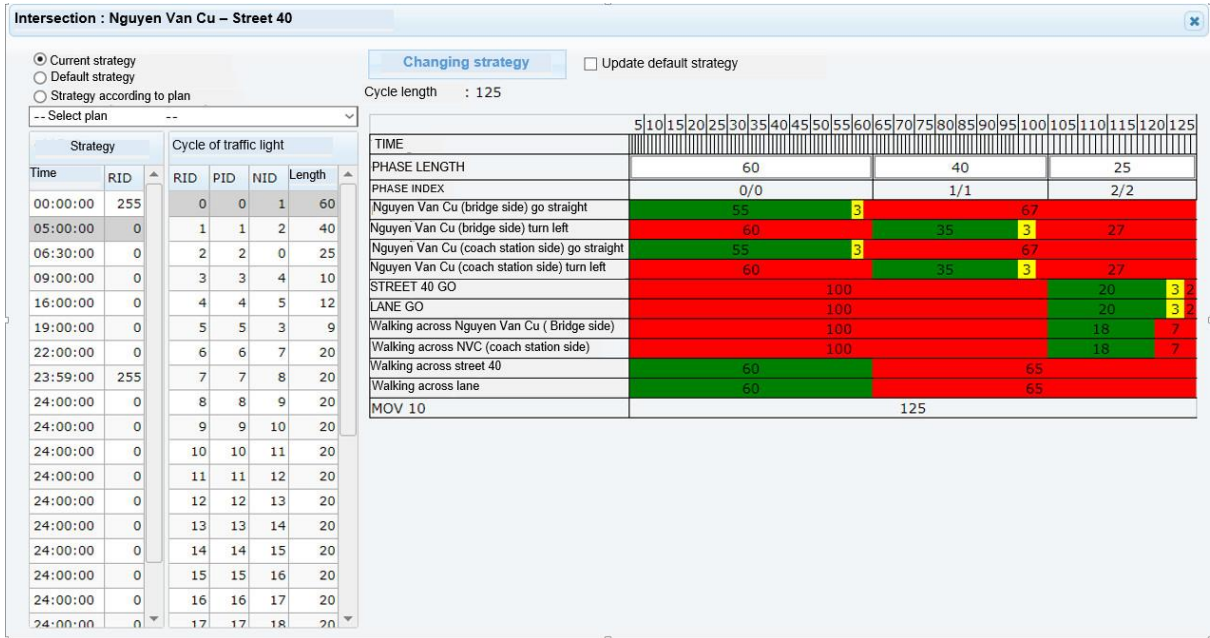 Intersection : Nguyen Van Cu – Street 40
Current strategy
Default strategy
Strategy according to plan
-- Select plan --
Strategy
Time RID
00:00:00 255
05:00:00 0
06:30:00 0
09:00:00 0
16:00:00 0
19:00:00 0
22:00:00 0
23:59:00 255
24:00:00 0
24:00:00 0
24:00:00 0
24:00:00 0
24:00:00 0
24:00:00 0
24:00:00 0
24:00:00 0
24:00:00 0
24:00:00 0
Cycle of traffic light
RID PID NID Length
0 0 1 60
1 1 2 40
2 2 0 25
3 3 4 10
4 4 5 12
5 5 3 9
6 6 7 20
7 7 8 20
8 8 9 20
9 9 10 20
10 10 11 20
11 11 12 20
12 12 13 20
13 13 14 20
14 14 15 20
15 15 16 20
16 16 17 20
17 17 18 20
Changing strategy
Update default strategy
Cycle length : 125
5 10 15 20 25 30 35 40 45 50 55 60 65 70 75 80 85 90 95 100 105 110 115 120 125
TIME
PHASE LENGTH 60 40 25
PHASE INDEX 0/0 1/1 2/2
Nguyen Van Cu (bridge side) go straight 55 3 67
Nguyen Van Cu (bridge side) turn left 60 35 3 27
Nguyen Van Cu (coach station side) go straight 55 3 67
Nguyen Van Cu (coach station side) turn left 60 35 3 27
STREET 40 GO 100 20 3 2
LANE GO 100 20 3 2
Walking across Nguyen Van Cu ( Bridge side) 100 18 7
Walking across NVC (coach station side) 100 18 7
Walking across street 40 60 65
Walking across lane 60 65
MOV 10 125